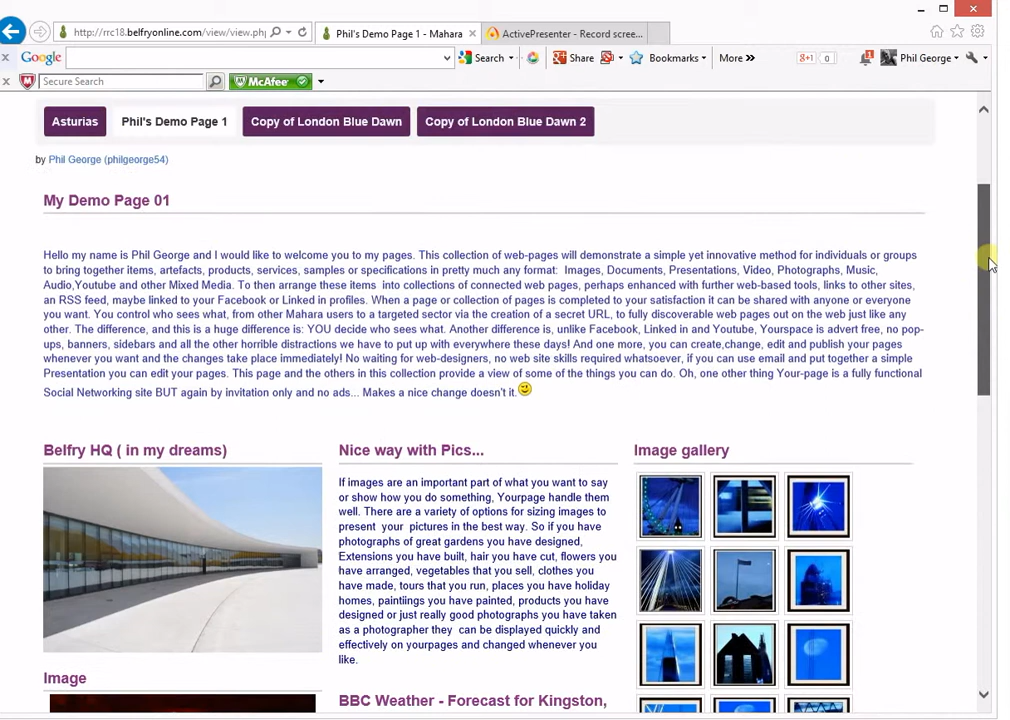 http://rrc18.belfryonline.com/view/view.ph
Phil's Demo Page 1 - Mahara
ActivePresenter - Record scree...
Google
Search
Share
Bookmarks
More »
g+1
0
Phil George
Secure Search
McAfee
Asturias
Phil's Demo Page 1
Copy of London Blue Dawn
Copy of London Blue Dawn 2
by Phil George (philgeorge54)
My Demo Page 01
Hello my name is Phil George and I would like to welcome you to my pages. This collection of web-pages will demonstrate a simple yet innovative method for individuals or groups
to bring together items, artefacts, products, services, samples or specifications in pretty much any format: Images, Documents, Presentations, Video, Photographs, Music,
Audio,Youtube and other Mixed Media. To then arrange these items into collections of connected web pages, perhaps enhanced with further web-based tools, links to other sites,
an RSS feed, maybe linked to your Facebook or Linked in profiles. When a page or collection of pages is completed to your satisfaction it can be shared with anyone or everyone
you want. You control who sees what, from other Mahara users to a targeted sector via the creation of a secret URL, to fully discoverable web pages out on the web just like any
other. The difference, and this is a huge difference is: YOU decide who sees what. Another difference is, unlike Facebook, Linked in and Youtube, Yourspace is advert free, no pop-
ups, banners, sidebars and all the other horrible distractions we have to put up with everywhere these days! And one more, you can create,change, edit and publish your pages
whenever you want and the changes take place immediately! No waiting for web-designers, no web site skills required whatsoever, if you can use email and put together a simple
Presentation you can edit your pages. This page and the others in this collection provide a view of some of the things you can do. Oh, one other thing Your-page is a fully functional
Social Networking site BUT again by invitation only and no ads... Makes a nice change doesn't it.
Belfry HQ ( in my dreams)
Image
Nice way with Pics...
If images are an important part of what you want to say
or show how you do something, Yourpage handle them
well. There are a variety of options for sizing images to
present your pictures in the best way. So if you have
photographs of great gardens you have designed,
Extensions you have built, hair you have cut, flowers you
have arranged, vegetables that you sell, clothes you
have made, tours that you run, places you have holiday
homes, paintiings you have painted, products you have
designed or just really good photographs you have taken
as a photographer they can be displayed quickly and
effectively on yourpages and changed whenever you
like.
BBC Weather - Forecast for Kingston,
Image gallery